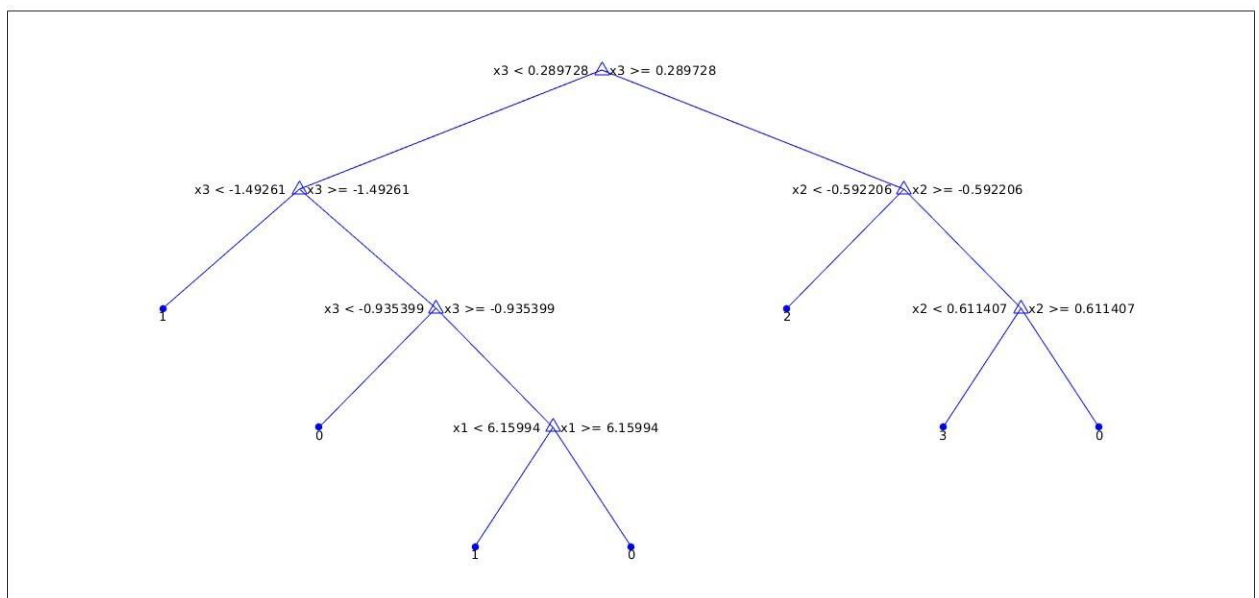 x3 < 0.289728 x3 >= 0.289728
x3 < -1.49261 x3 >= -1.49261
x2 < -0.592206 x2 >= -0.592206
1
x3 < -0.935399 x3 >= -0.935399
2
x2 < 0.611407 x2 >= 0.611407
0
x1 < 6.15994 x1 >= 6.15994
3
0
1
0